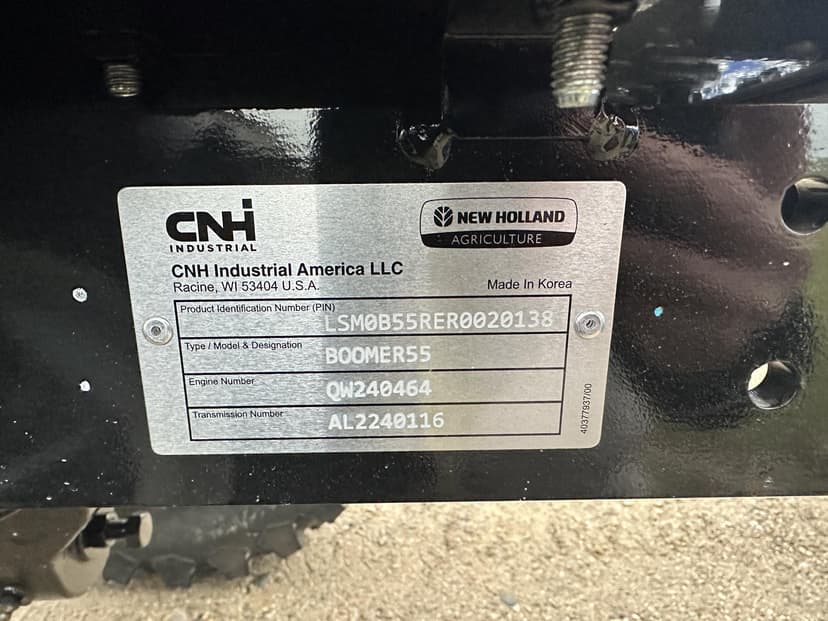 CNH
INDUSTRIAL
NEW HOLLAND
AGRICULTURE
CNH Industrial America LLC
Racine, WI 53404 U.S.A.
Made In Korea
Product Identification Number (PIN)
LSM0B55RER0020138
Type / Model & Designation
BOOMER55
Engine Number
QW240464
Transmission Number
AL2240116
40377937/00